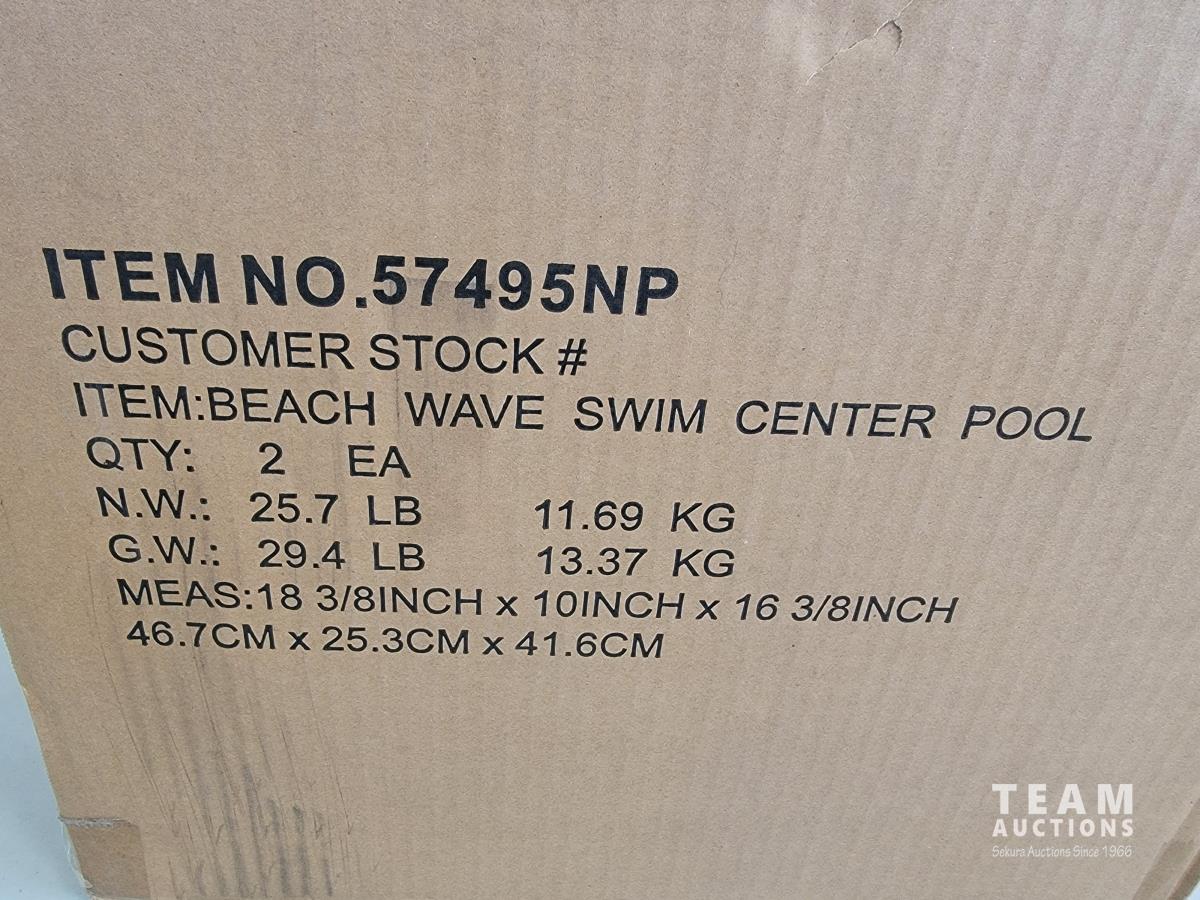 ITEM NO.57495NP
CUSTOMER STOCK #
ITEM:BEACH WAVE SWIM CENTER POOL
QTY: 2 EA
N.W.: 25.7 LB 11.69 KG
G.W.: 29.4 LB 13.37 KG
MEAS:18 3/8INCH x 10INCH x 16 3/8INCH
46.7CM x 25.3CM x 41.6CM
TEAM
AUCTIONS
Sekura Auctions Since 1966